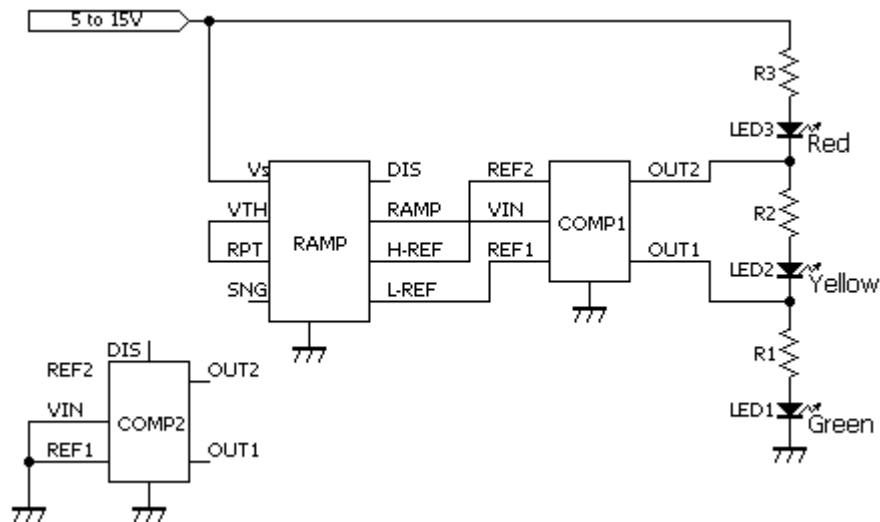 5 to 15V
R3
LED3 Red
Vs DIS REF2 OUT2
VTH RAMP VIN R2
RAMP COMP1
RPT H-REF REF1 OUT1
LED2 Yellow
SNG L-REF
R1
DIS
REF2 OUT2
VIN LED1 Green
COMP2
REF1 OUT1